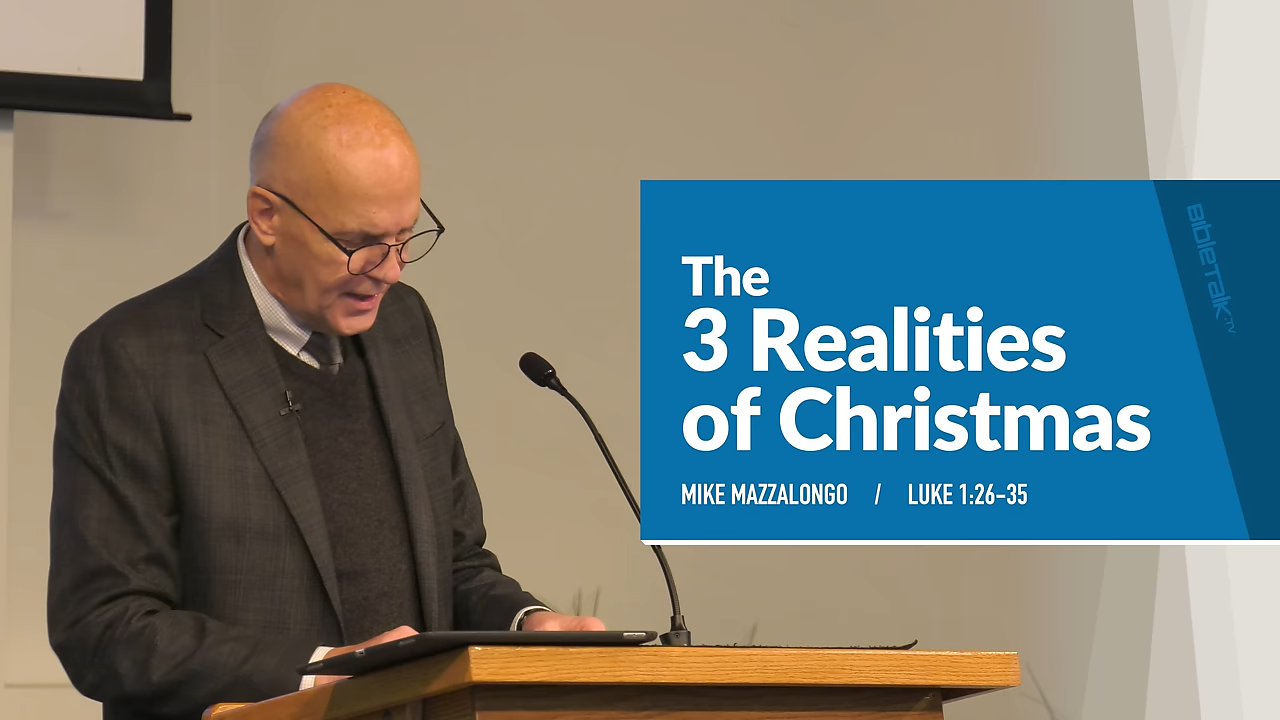 The
3 Realities
of Christmas
MIKE MAZZALONGO / LUKE 1:26-35
BIBLETALK.TV